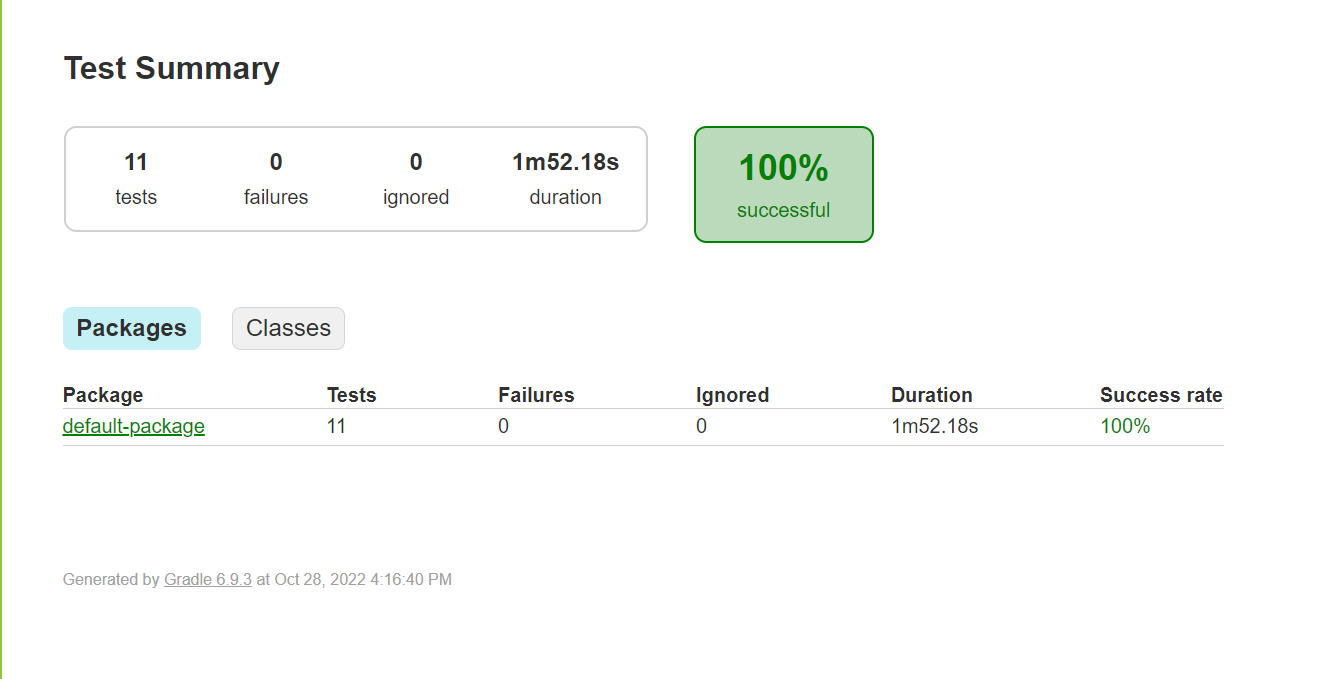 Test Summary
11 0 0 1m52.18s
tests failures ignored duration
100%
successful
Packages Classes
Package Tests Failures Ignored Duration Success rate
default-package 11 0 0 1m52.18s 100%
Generated by Gradle 6.9.3 at Oct 28, 2022 4:16:40 PM